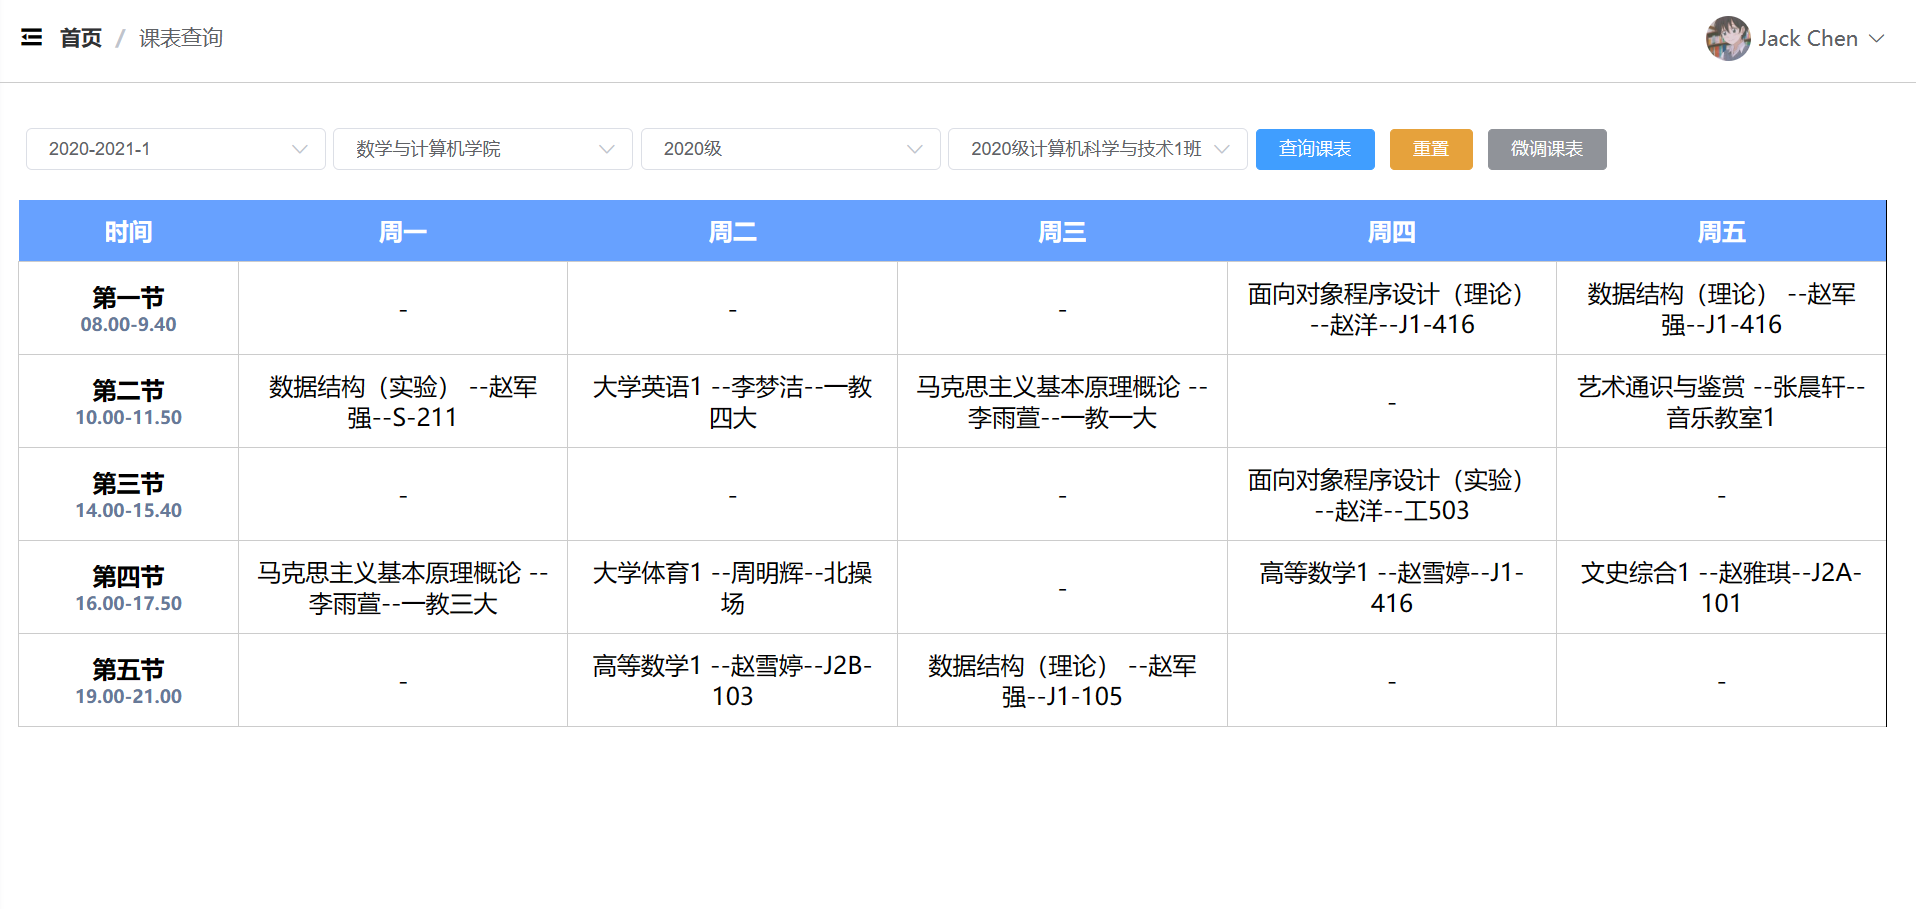 首页 / 课表查询
Jack Chen
2020-2021-1 数学与计算机学院 2020级 2020级计算机科学与技术1班 查询课表 重置 微调课表
时间 周一 周二 周三 周四 周五
第一节
08.00-9.40
-
-
-
面向对象程序设计（理论）
--赵洋--J1-416
数据结构（理论） --赵军
强--J1-416
第二节
10.00-11.50
数据结构（实验） --赵军
强--S-211
大学英语1 --李梦洁--一教
四大
马克思主义基本原理概论 --
李雨萱--一教一大
-
艺术通识与鉴赏 --张晨轩--
音乐教室1
第三节
14.00-15.40
-
-
-
面向对象程序设计（实验）
--赵洋--工503
-
第四节
16.00-17.50
马克思主义基本原理概论 --
李雨萱--一教三大
大学体育1 --周明辉--北操
场
-
高等数学1 --赵雪婷--J1-
416
文史综合1 --赵雅琪--J2A-
101
第五节
19.00-21.00
-
高等数学1 --赵雪婷--J2B-
103
数据结构（理论） --赵军
强--J1-105
-
-